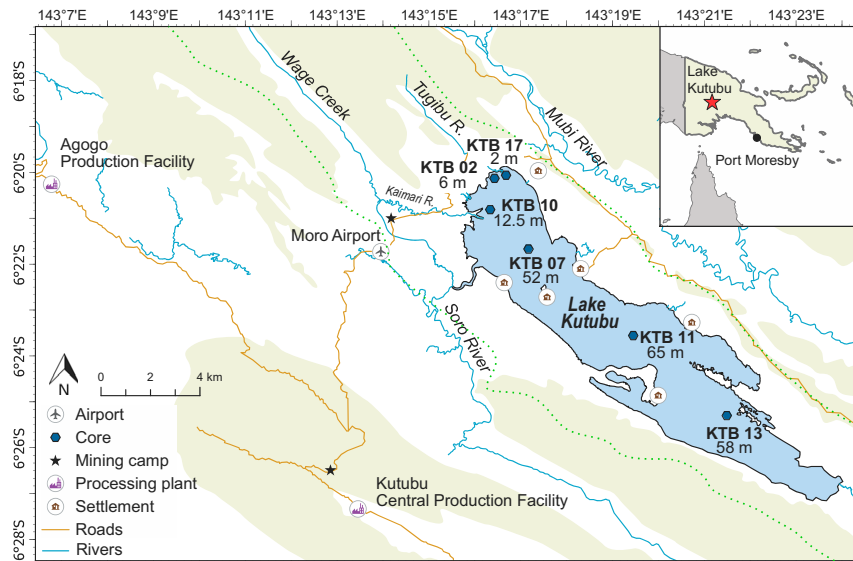 143°7'E 143°9'E 143°11'E 143°13'E 143°15'E 143°17'E 143°19'E 143°21'E 143°23'E
6°18'S
6°20'S
6°22'S
6°24'S
6°26'S
6°28'S
Wage Creek
Tugibu R.
Mubi River
Lake
Kutubu
Port Moresby
Agogo
Production Facility
KTB 17
2 m
KTB 02
6 m
Kaimari R.
KTB 10
12.5 m
Moro Airport
KTB 07
52 m
Lake
Kutubu
Soro River
KTB 11
65 m
KTB 13
58 m
N
0 2 4 km
Airport
Core
Mining camp
Processing plant
Settlement
Roads
Rivers
Kutubu
Central Production Facility